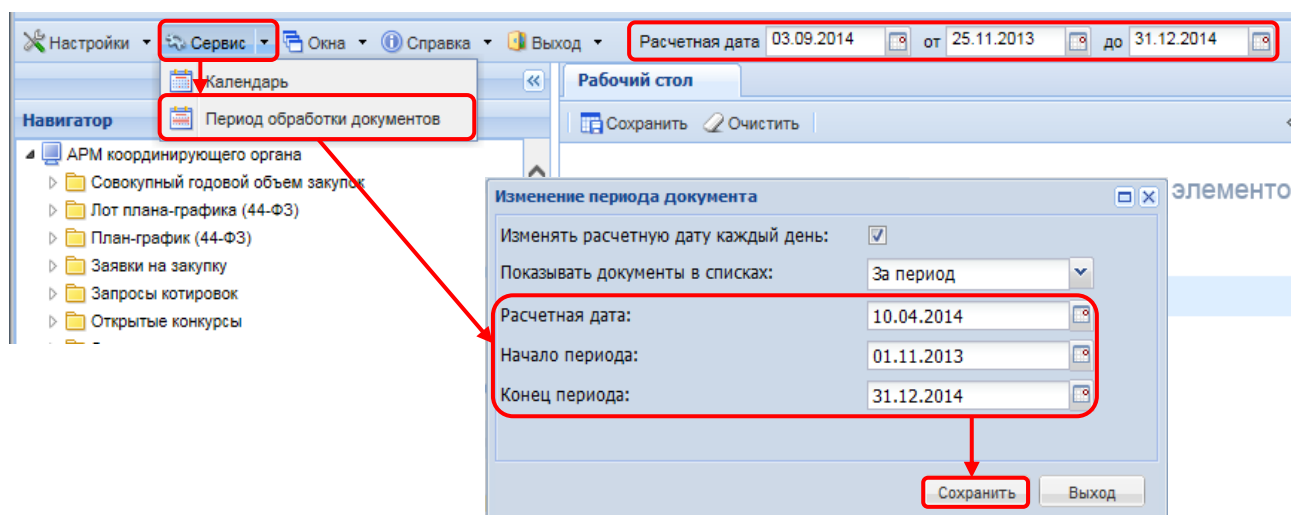 Настройки Сервис Окна Справка Выход Расчетная дата 03.09.2014 от 25.11.2013 до 31.12.2014
Календарь
Период обработки документов
Рабочий стол
Сохранить Очистить
Навигатор
АРМ координирующего органа
Совокупный годовой объем закупок
Лот плана-графика (44-ФЗ)
План-график (44-ФЗ)
Заявки на закупку
Запросы котировок
Открытые конкурсы
элементо
Изменение периода документа
Изменять расчетную дату каждый день:
Показывать документы в списках: За период
Расчетная дата: 10.04.2014
Начало периода: 01.11.2013
Конец периода: 31.12.2014
Сохранить Выход